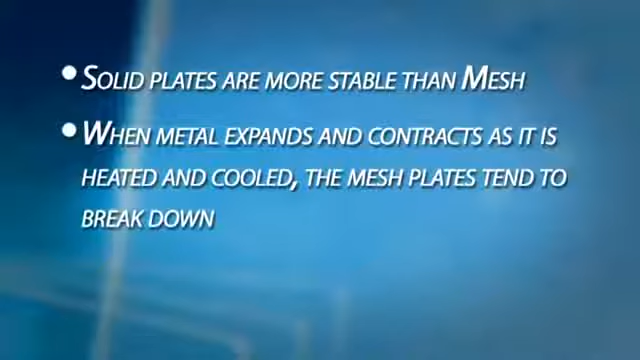 • Solid plates are more stable than Mesh
• When metal expands and contracts as it is
heated and cooled, the mesh plates tend to
break down